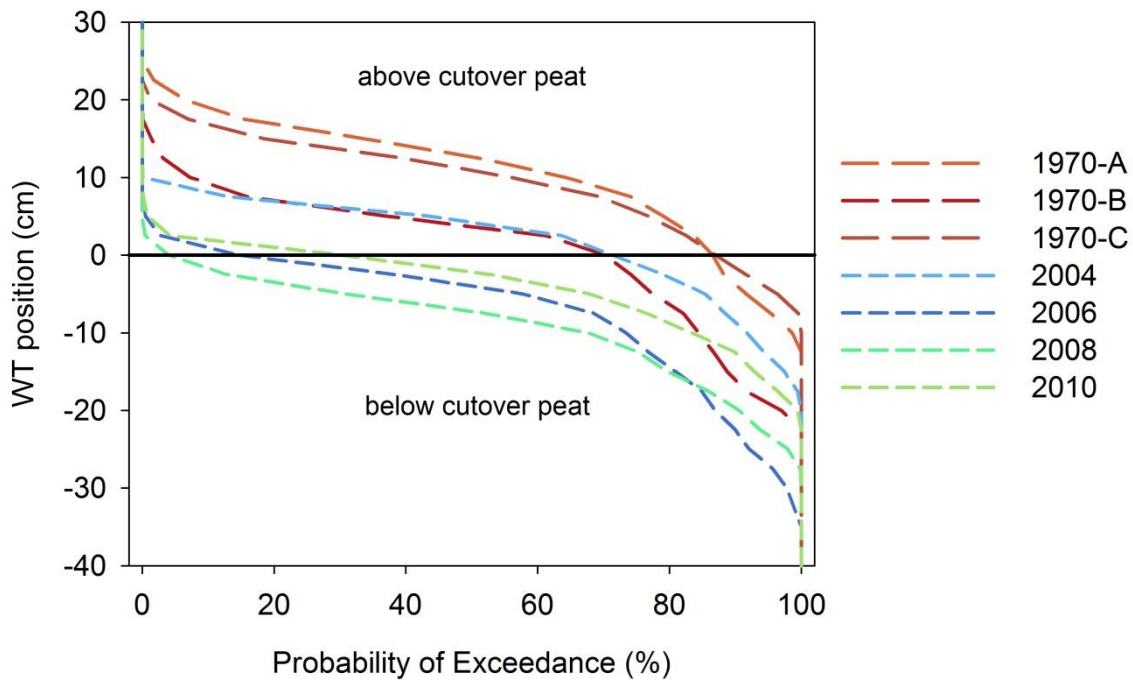 30
20
10
0
-10
-20
-30
-40
WT position (cm)
above cutover peat
below cutover peat
0 20 40 60 80 100
Probability of Exceedance (%)
1970-A
1970-B
1970-C
2004
2006
2008
2010